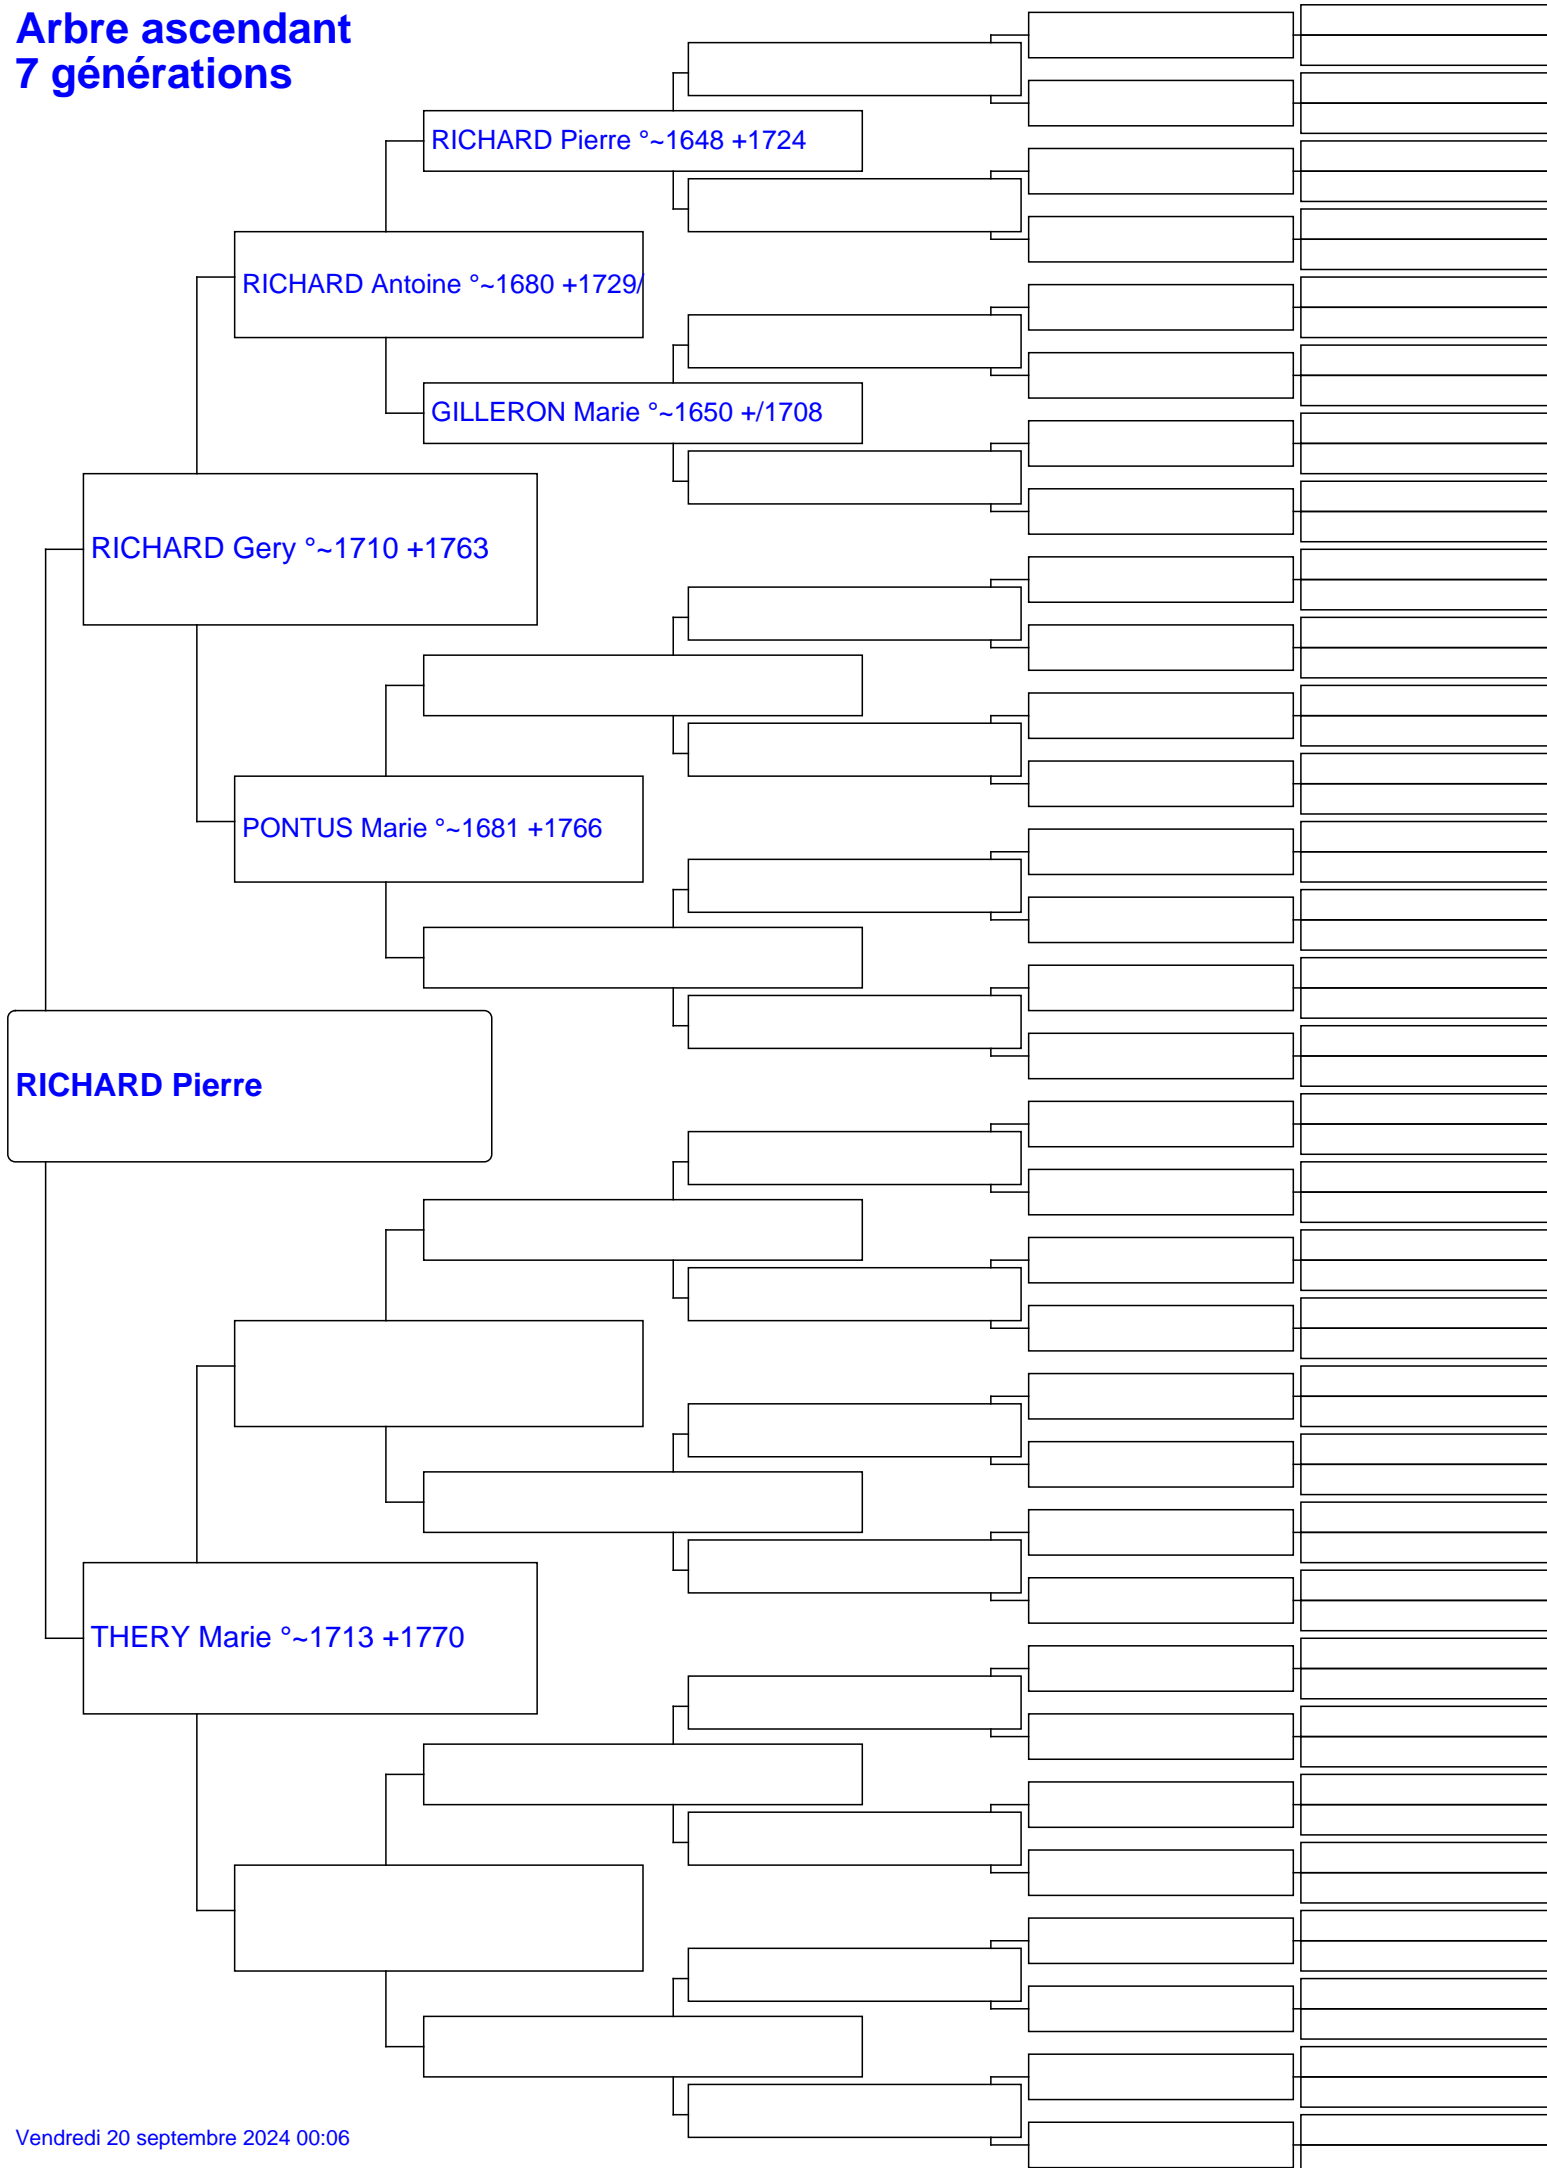 Arbre ascendant
7 générations
RICHARD Pierre °~1648 +1724
RICHARD Antoine °~1680 +1729/
GILLERON Marie °~1650 +/1708
RICHARD Gery °~1710 +1763
PONTUS Marie °~1681 +1766
RICHARD Pierre
THERY Marie °~1713 +1770
Vendredi 20 septembre 2024 00:06